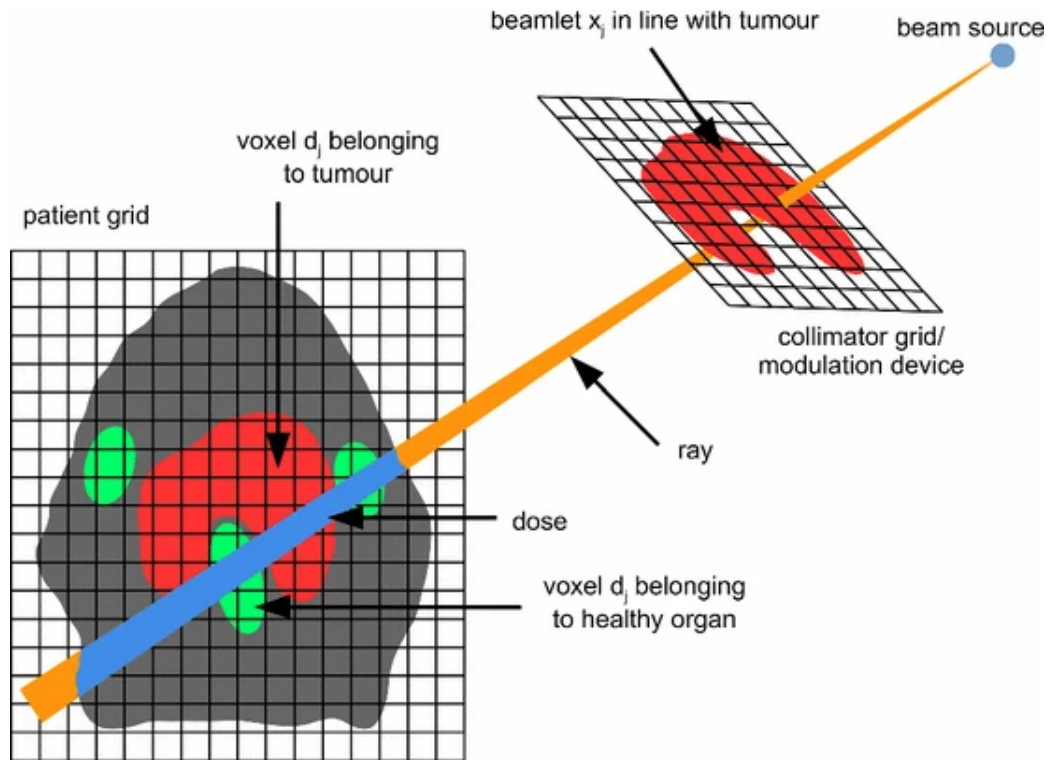 beamlet xj in line with tumour
beam source
voxel dj belonging
to tumour
patient grid
collimator grid/
modulation device
ray
dose
voxel dj belonging
to healthy organ